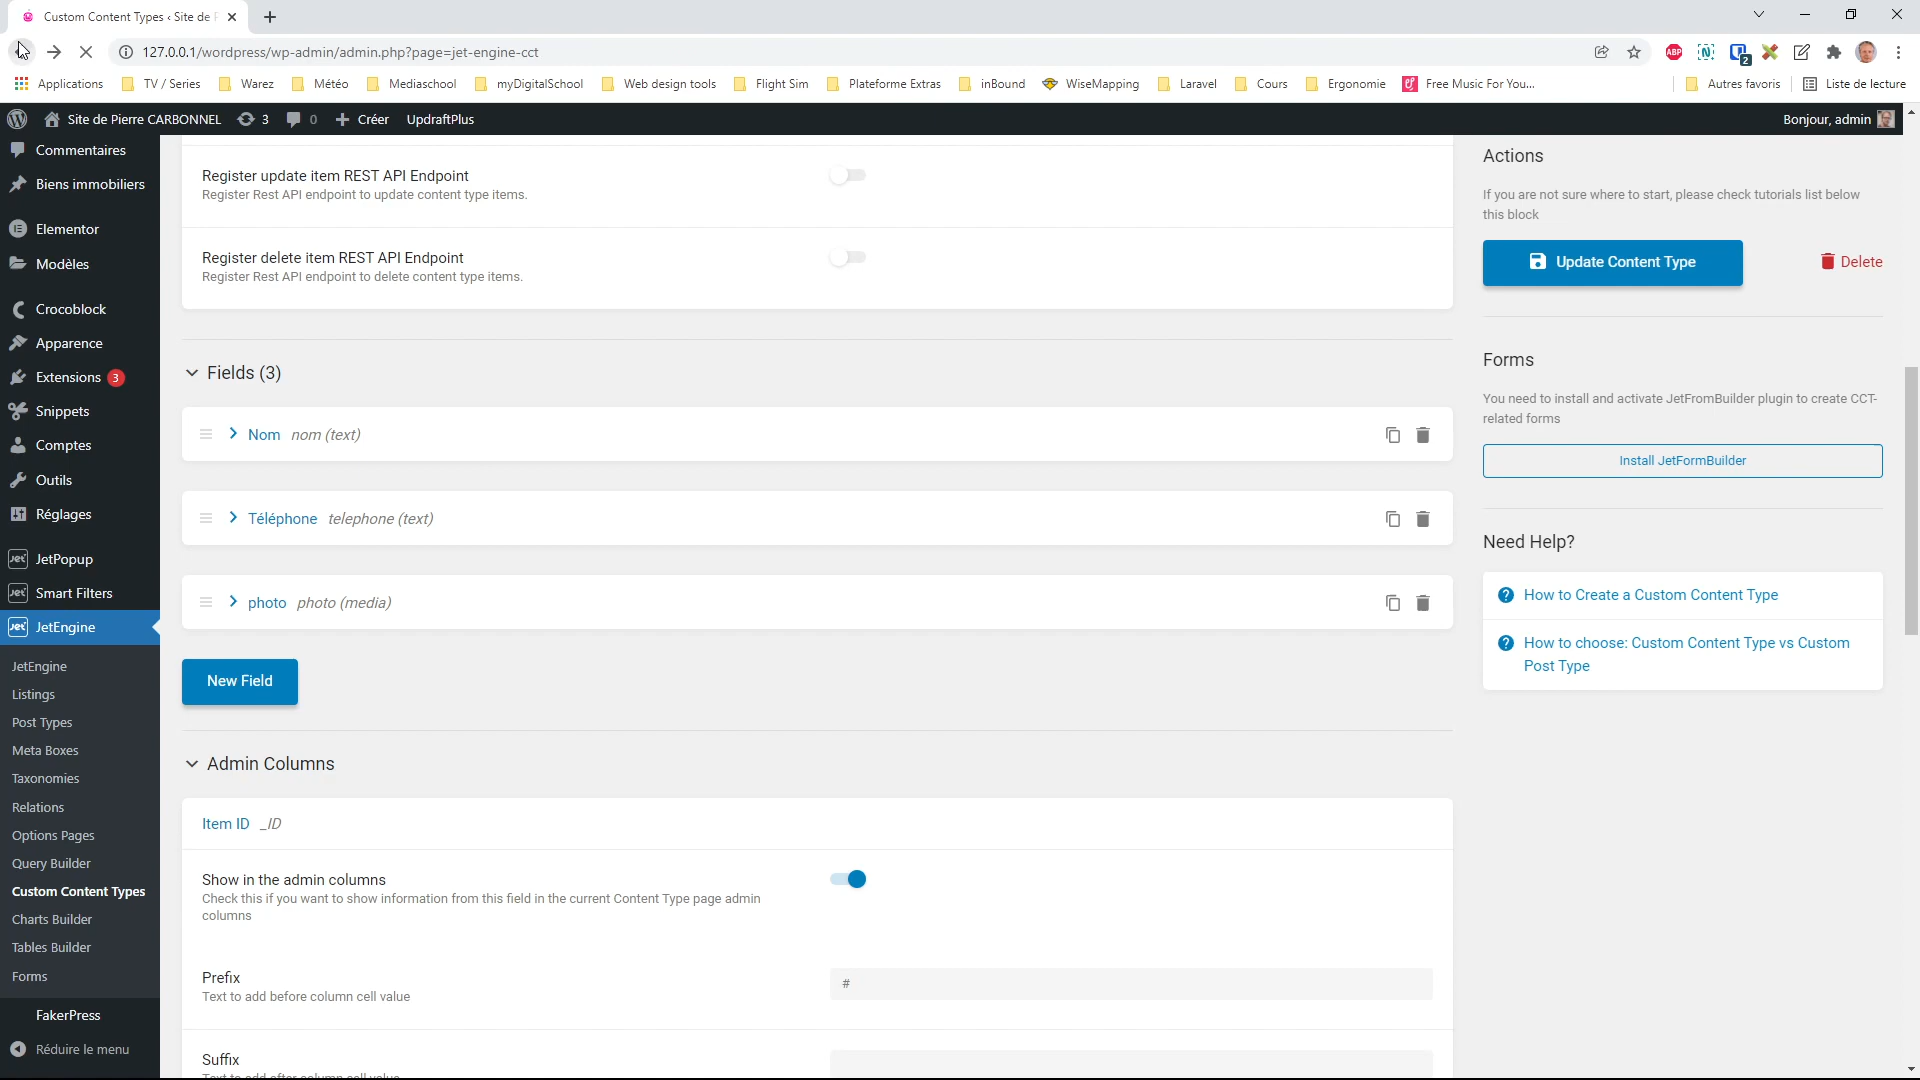 Custom Content Types ‹ Site de P
127.0.0.1/wordpress/wp-admin/admin.php?page=jet-engine-cct
ABP
N
2
Applications
TV / Series
Warez
Météo
Mediaschool
myDigitalSchool
Web design tools
Flight Sim
Plateforme Extras
inBound
WiseMapping
Laravel
Cours
Ergonomie
Free Music For You...
Autres favoris
Liste de lecture
Site de Pierre CARBONNEL
3
0
Créer
UpdraftPlus
Bonjour, admin
Commentaires
Biens immobiliers
Elementor
Modèles
Crocoblock
Apparence
Extensions 3
Snippets
Comptes
Outils
Réglages
Jet JetPopup
Jet Smart Filters
Jet JetEngine
JetEngine
Listings
Post Types
Meta Boxes
Taxonomies
Relations
Options Pages
Query Builder
Custom Content Types
Charts Builder
Tables Builder
Forms
FakerPress
Réduire le menu
Register update item REST API Endpoint
Register Rest API endpoint to update content type items.
Register delete item REST API Endpoint
Register Rest API endpoint to delete content type items.
Fields (3)
Nom nom (text)
Téléphone telephone (text)
photo photo (media)
New Field
Admin Columns
Item ID _ID
Show in the admin columns
Check this if you want to show information from this field in the current Content Type page admin
columns
Prefix
Text to add before column cell value
#
Suffix
Text to add after column cell value
Actions
If you are not sure where to start, please check tutorials list below
this block
Update Content Type
Delete
Forms
You need to install and activate JetFromBuilder plugin to create CCT-
related forms
Install JetFormBuilder
Need Help?
How to Create a Custom Content Type
How to choose: Custom Content Type vs Custom
Post Type